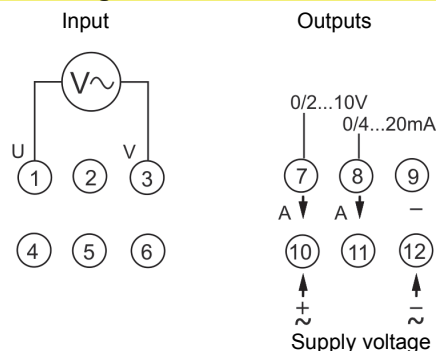 Input Outputs
V~
0/2...10V
0/4...20mA
U V
1 2 3 7 8 9
A A –
4 5 6 10 11 12
+ –
~ ~
Supply voltage